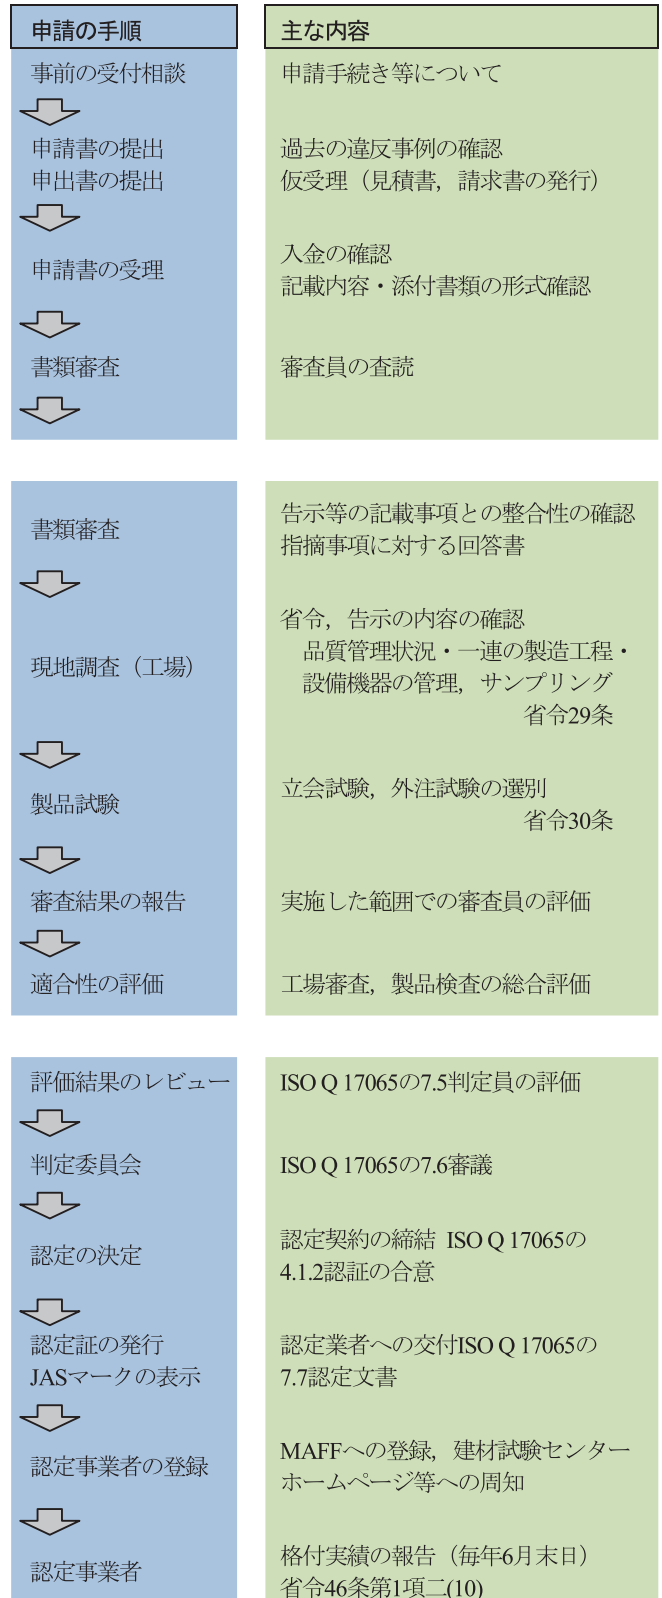 申請の手順
主な内容
事前の受付相談
申請手続き等について
申請書の提出
申出書の提出
過去の違反事例の確認
仮受理（見積書，請求書の発行）
申請書の受理
入金の確認
記載内容・添付書類の形式確認
書類審査
審査員の査読
書類審査
告示等の記載事項との整合性の確認
指摘事項に対する回答書
現地調査（工場）
省令，告示の内容の確認
品質管理状況・一連の製造工程・
設備機器の管理，サンプリング
省令29条
製品試験
立会試験，外注試験の選別
省令30条
審査結果の報告
実施した範囲での審査員の評価
適合性の評価
工場審査，製品検査の総合評価
評価結果のレビュー
ISO Q 17065の7.5判定員の評価
判定委員会
ISO Q 17065の7.6審議
認定の決定
認定契約の締結 ISO Q 17065の
4.1.2認証の合意
認定証の発行
JASマークの表示
認定業者への交付ISO Q 17065の
7.7認定文書
認定事業者の登録
MAFFへの登録，建材試験センター
ホームページ等への周知
認定事業者
格付実績の報告（毎年6月末日）
省令46条第1項二(10)